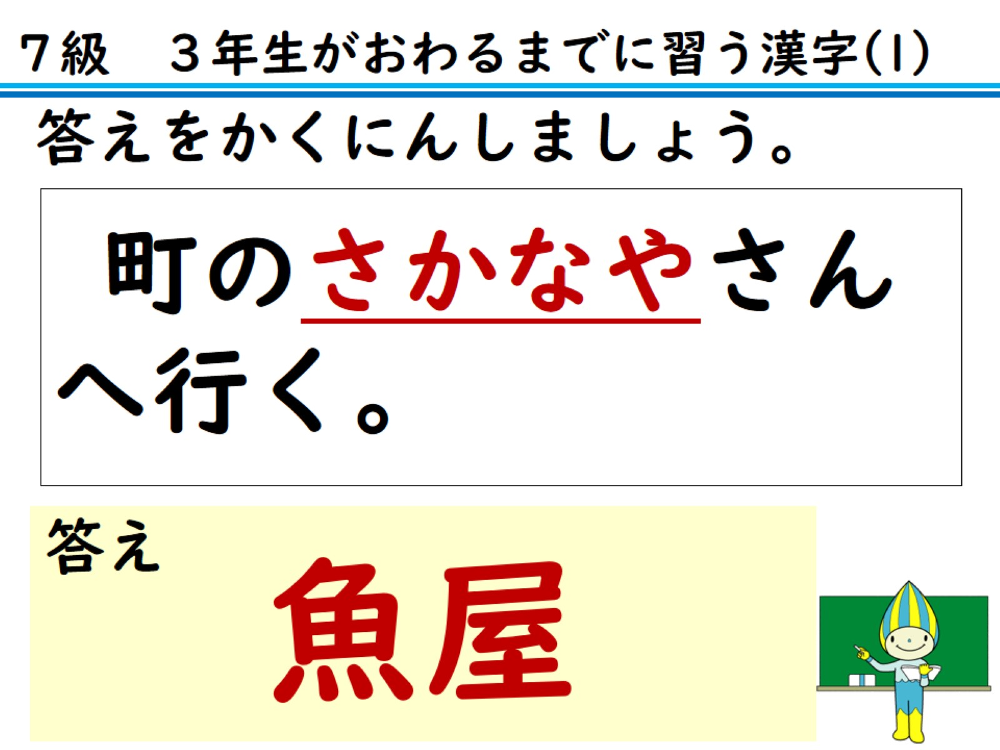 ７級　３年生がおわるまでに習う漢字(1)
答えをかくにんしましょう。
町のさかなやさん
へ行く。
答え
魚屋